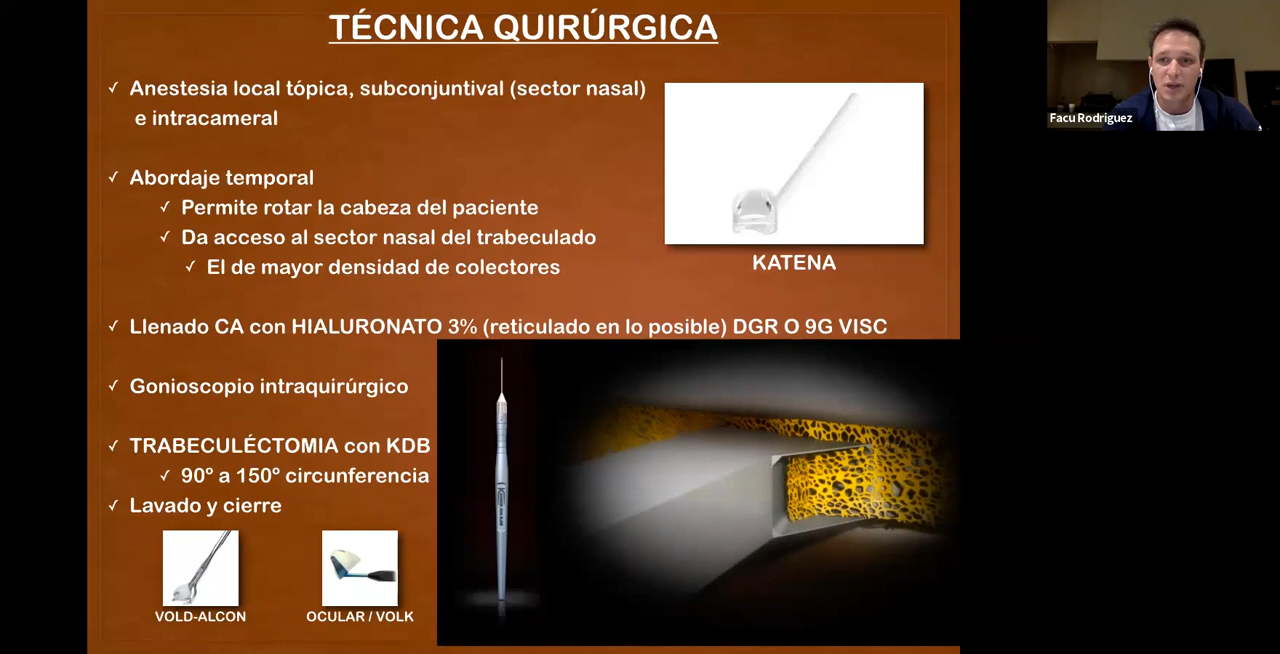 TÉCNICA QUIRÚRGICA
✓ Anestesia local tópica, subconjuntival (sector nasal)
e intracameral
✓ Abordaje temporal
✓ Permite rotar la cabeza del paciente
✓ Da acceso al sector nasal del trabeculado
✓ El de mayor densidad de colectores
KATENA
✓ Llenado CA con HIALURONATO 3% (reticulado en lo posible) DGR O 9G VISC
✓ Gonioscopio intraquirúrgico
✓ TRABECULÉCTOMIA con KDB
✓ 90º a 150º circunferencia
✓ Lavado y cierre
VOLD-ALCON
OCULAR / VOLK
Facu Rodriguez